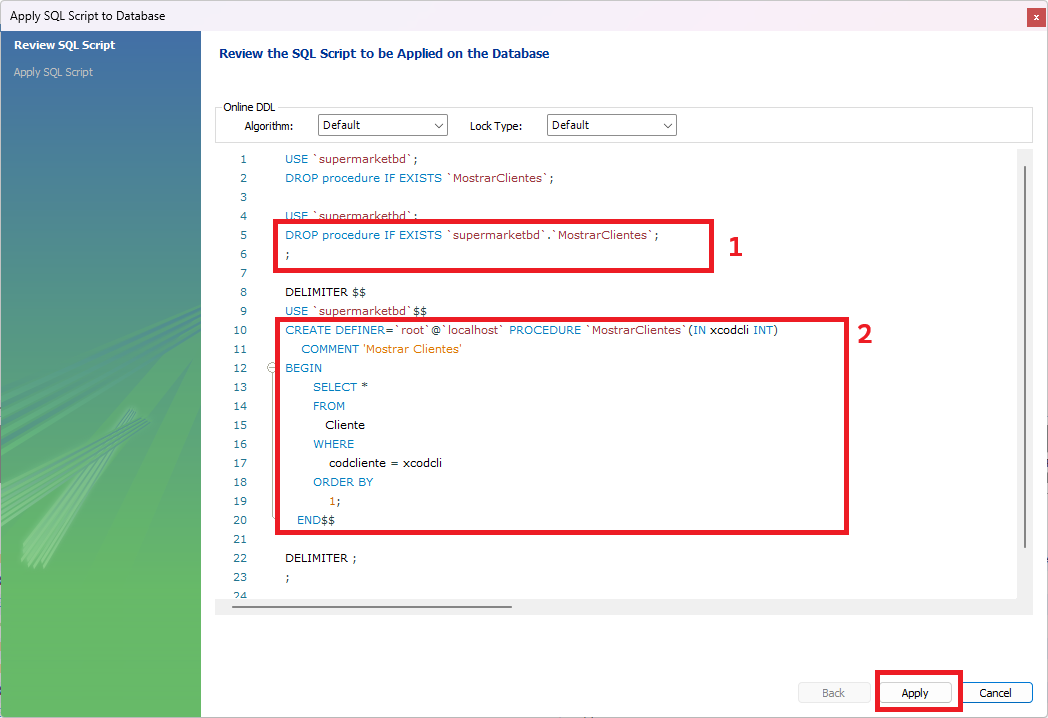 Apply SQL Script to Database
x
Review SQL Script
Apply SQL Script
Review the SQL Script to be Applied on the Database
Online DDL
Algorithm: Default Lock Type: Default
1 USE `supermarketbd`;
2 DROP procedure IF EXISTS `MostrarClientes`;
3
4 USE `supermarketbd`;
5 DROP procedure IF EXISTS `supermarketbd`.`MostrarClientes`;
6 ;
1
7
8 DELIMITER $$
9 USE `supermarketbd`$$
10 CREATE DEFINER=`root`@`localhost` PROCEDURE `MostrarClientes`(IN xcodcli INT)
2
11 COMMENT 'Mostrar Clientes'
12 BEGIN
13 SELECT *
14 FROM
15 Cliente
16 WHERE
17 codcliente = xcodcli
18 ORDER BY
19 1;
20 END$$
21
22 DELIMITER ;
23 ;
24
Back Apply Cancel